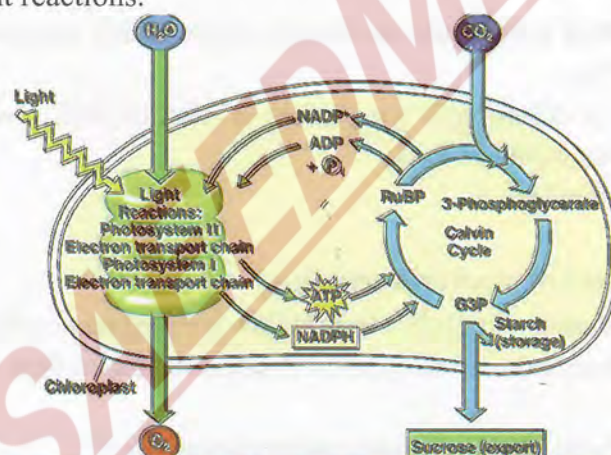 nt reactions.
H₂O
CO₂
Light
NADP⁺
ADP
+ Pᵢ
Light
Reactions:
Photosystem II
Electron transport chain
Photosystem I
Electron transport chain
RuBP
3-Phosphoglycerate
Calvin
Cycle
ATP
NADPH
G3P
Starch
(storage)
Chloroplast
O₂
Sucrose (export)